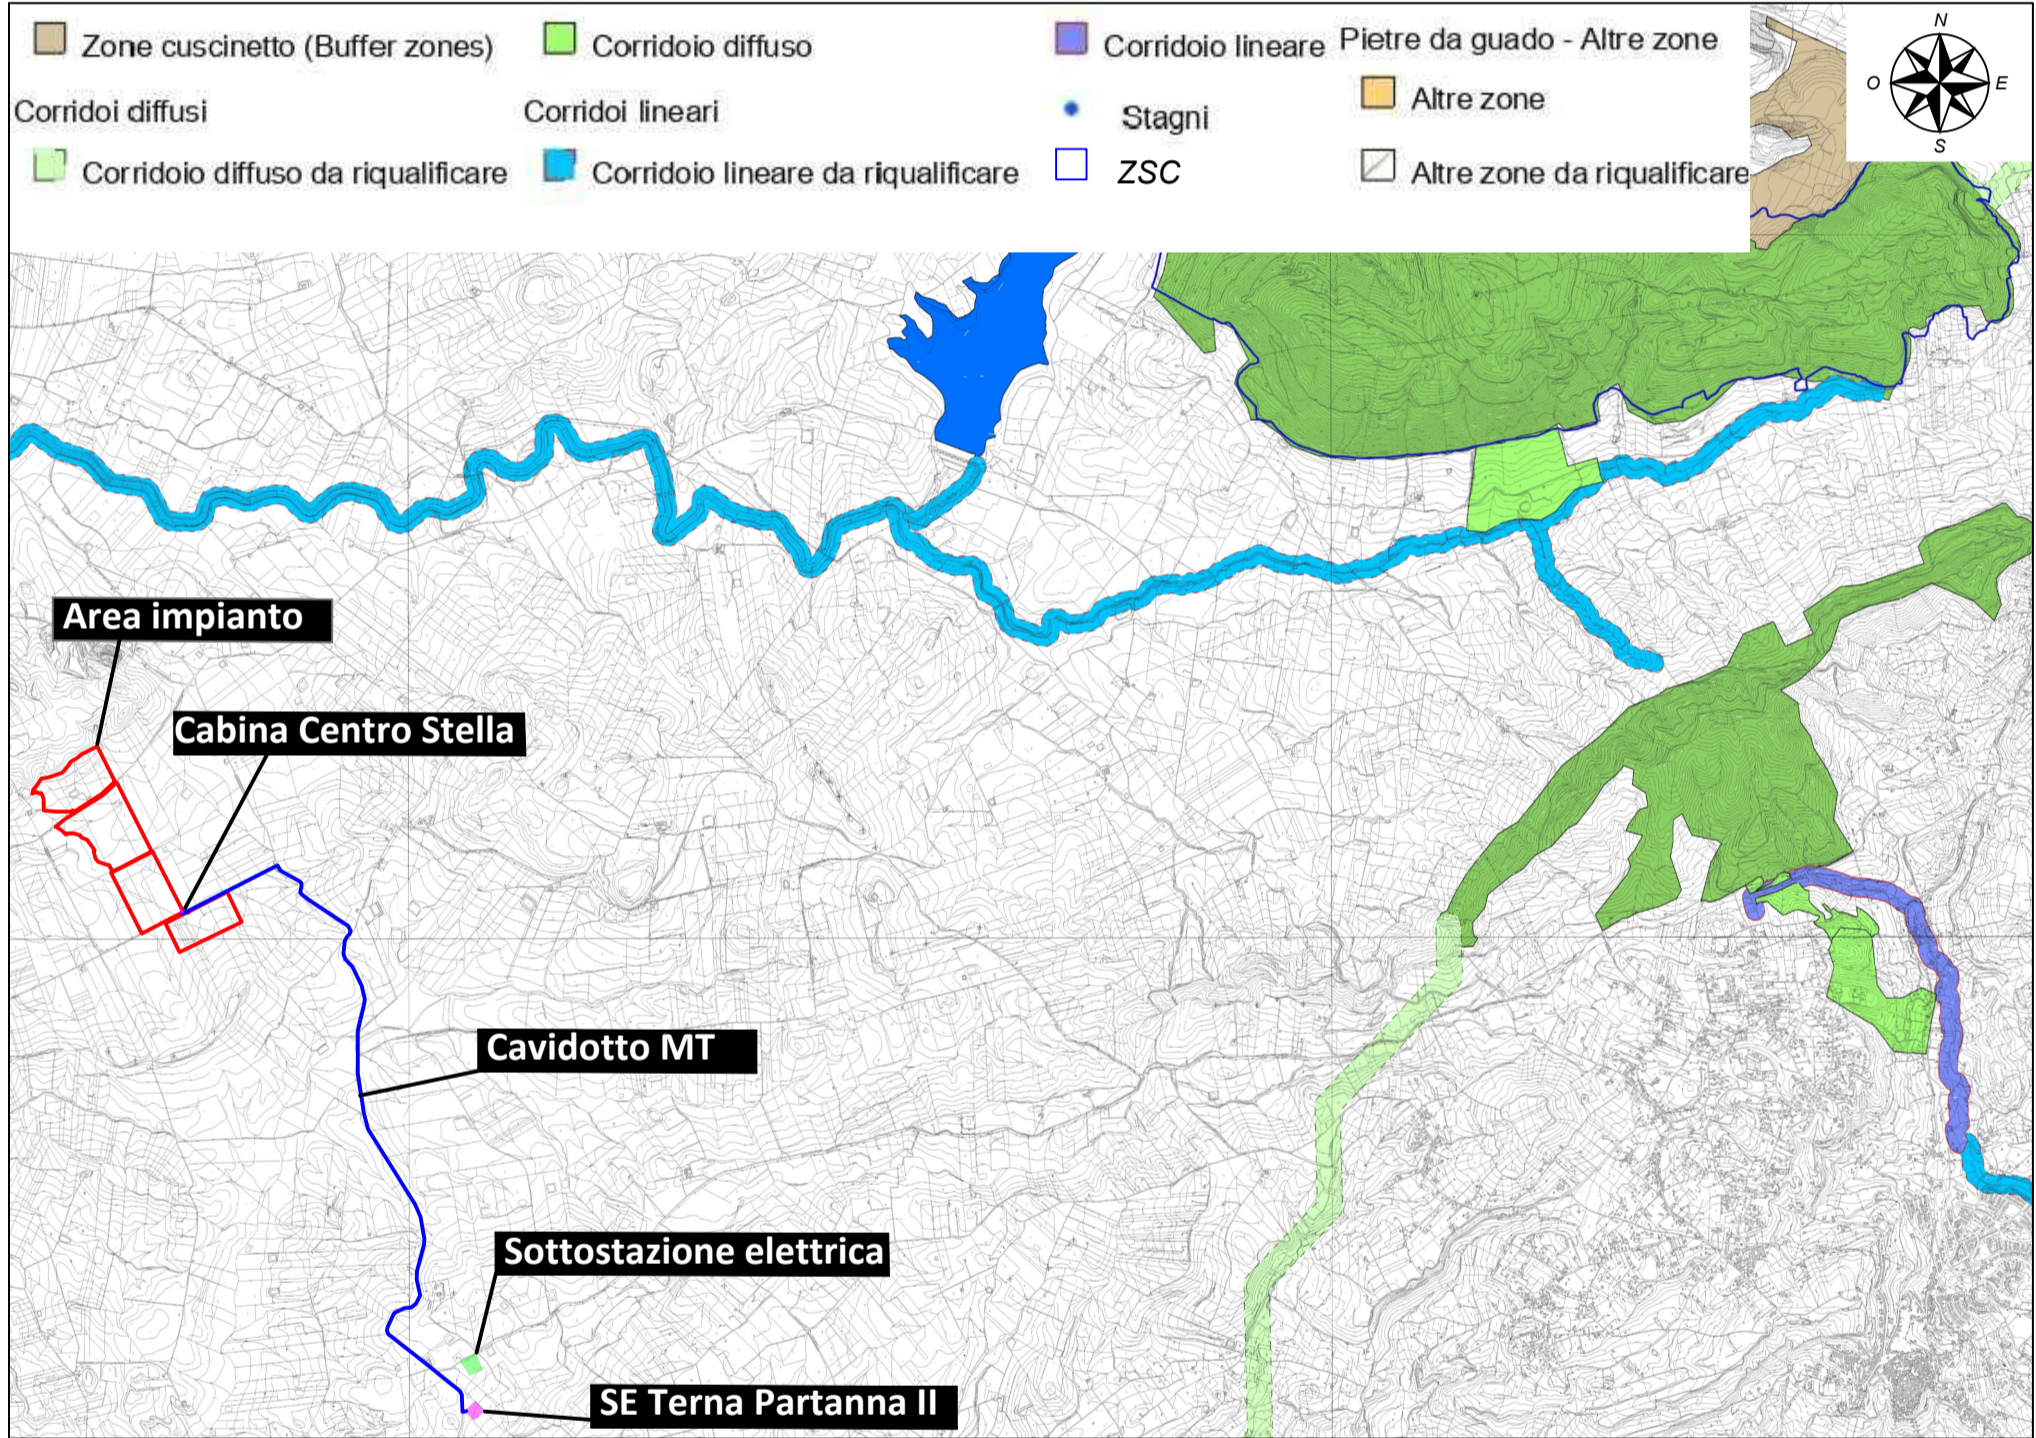 Zone cuscinetto (Buffer zones)
Corridoio diffuso
Corridoio lineare
Pietre da guado - Altre zone
Corridoi diffusi
Corridoi lineari
Stagni
Altre zone
Corridoio diffuso da riqualificare
Corridoio lineare da riqualificare
ZSC
Altre zone da riqualificare
N
O
E
S
Area impianto
Cabina Centro Stella
Cavidotto MT
Sottostazione elettrica
SE Terna Partanna II